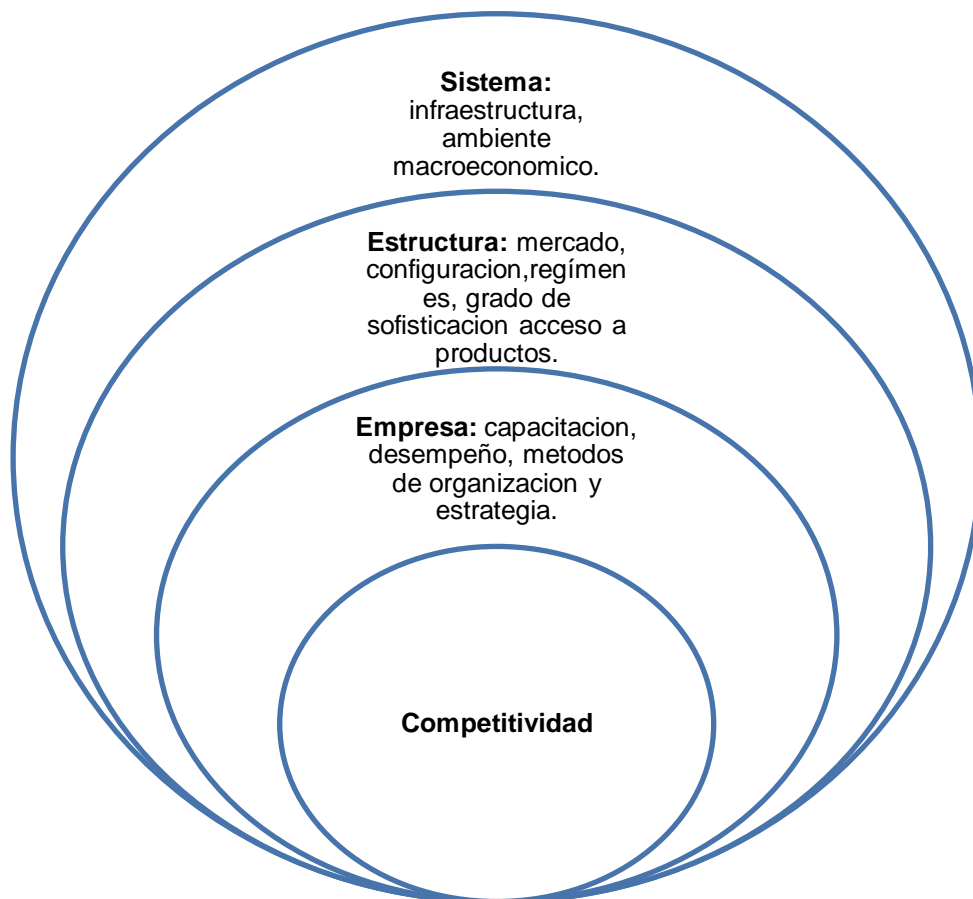 Sistema:
infraestructura,
ambiente
macroeconomico.
Estructura: mercado,
configuracion,regímen
es, grado de
sofisticacion acceso a
productos.
Empresa: capacitacion,
desempeño, metodos
de organizacion y
estrategia.
Competitividad